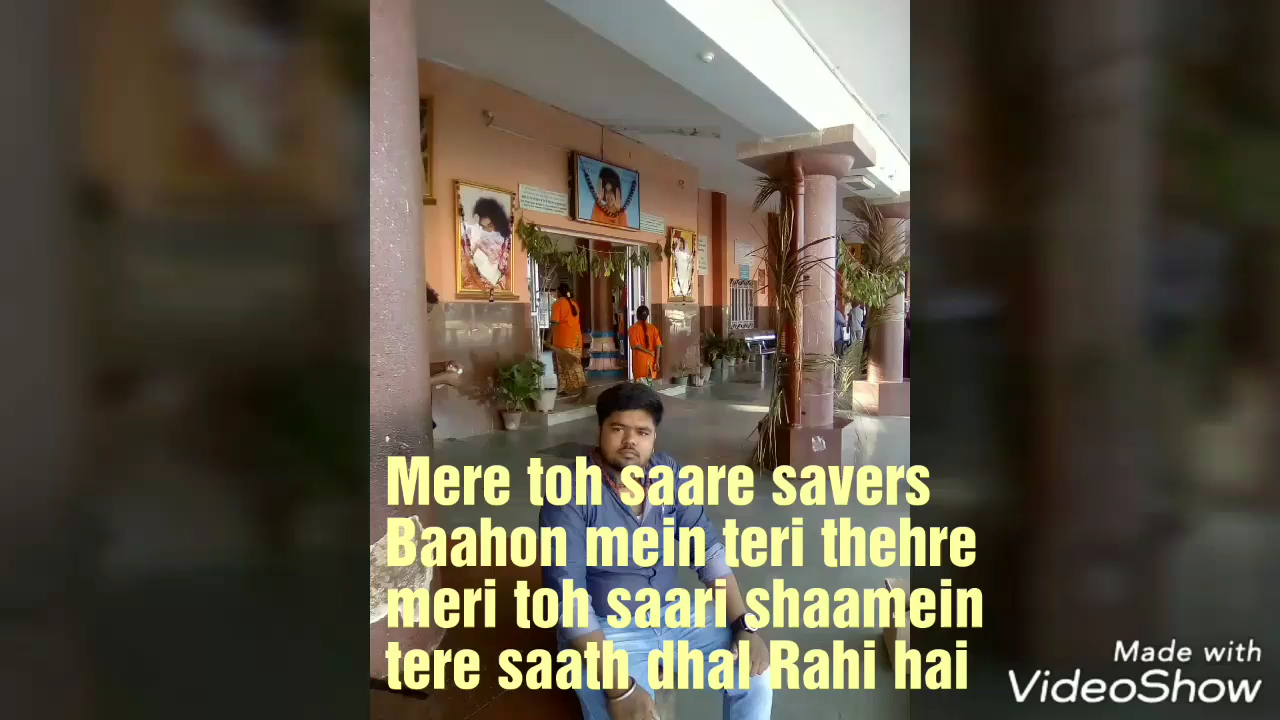 Mere toh saare savers
Baahon mein teri thehre
meri toh saari shaamein
tere saath dhal Rahi hai
Made with
VideoShow